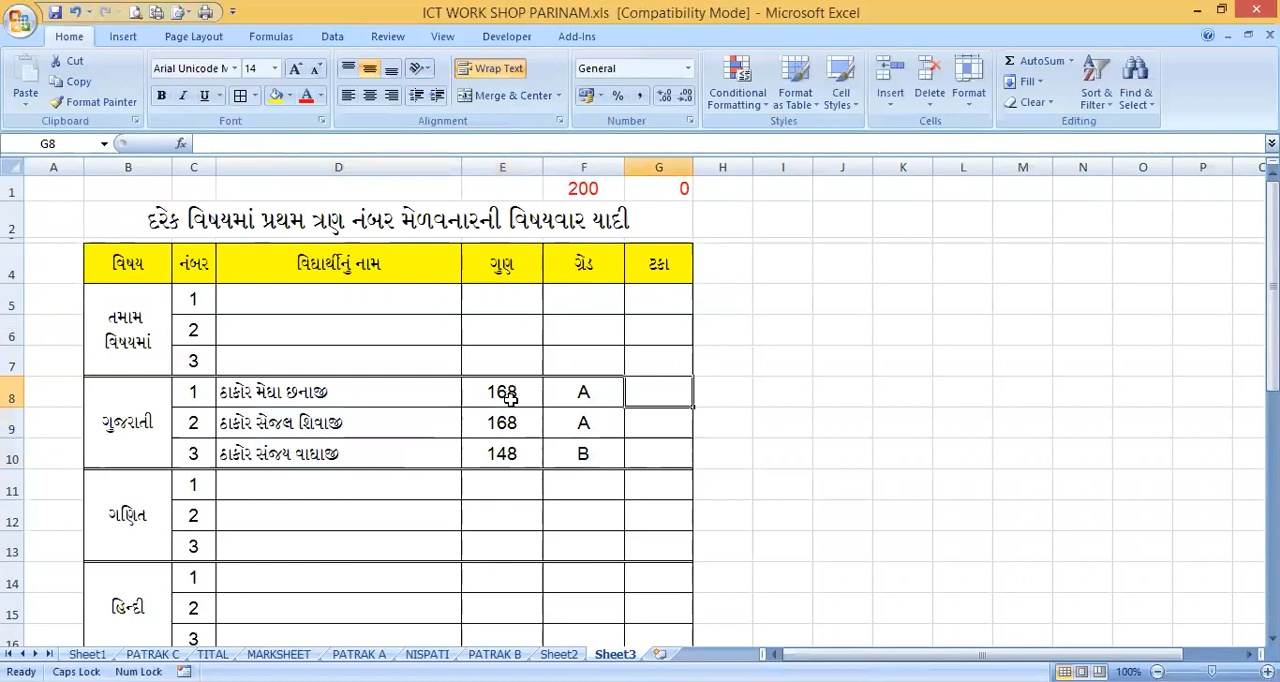 ICT WORK SHOP PARINAM.xls [Compatibility Mode] - Microsoft Excel
Home Insert Page Layout Formulas Data Review View Developer Add-Ins
Paste Cut Copy Format Painter Clipboard
Arial Unicode M 14 A A B I U A Font
Wrap Text Merge & Center Alignment
General % , Number
Conditional Formatting Format as Table Cell Styles Styles
Insert Delete Format Cells
Σ AutoSum Fill Clear Sort & Filter Find & Select Editing
G8 fx
A B C D E F G H I J K L M N O P
1 200 0
2 દરેક વિષયમાં પ્રથમ ત્રણ નંબર મેળવનારની વિષયવાર યાદી
4 વિષય નંબર વિદ્યાર્થીનું નામ ગુણ ગ્રેડ ટકા
5 તમામ વિષયમાં 1
6 2
7 3
8 ગુજરાતી 1 ઠાકોર મેઘા છનાજી 168 A
9 2 ઠાકોર સેજલ શિવાજી 168 A
10 3 ઠાકોર સંજય વાઘાજી 148 B
11 ગણિત 1
12 2
13 3
14 હિન્દી 1
15 2
16 3
Sheet1 PATRAK C TITAL MARKSHEET PATRAK A NISPATI PATRAK B Sheet2 Sheet3
Ready Caps Lock Num Lock 100%